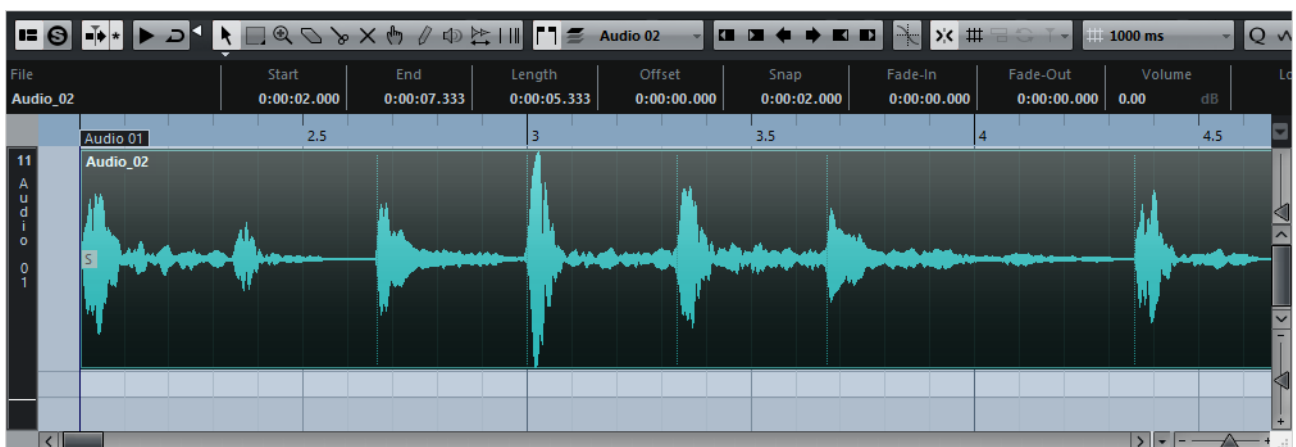 Audio 02
1000 ms
Q
File Start End Length Offset Snap Fade-In Fade-Out Volume
Audio_02 0:00:02.000 0:00:07.333 0:00:05.333 0:00:00.000 0:00:02.000 0:00:00.000 0:00:00.000 0.00 dB
Audio 01 2.5 3 3.5 4 4.5
11
Audio 01
Audio_02
S